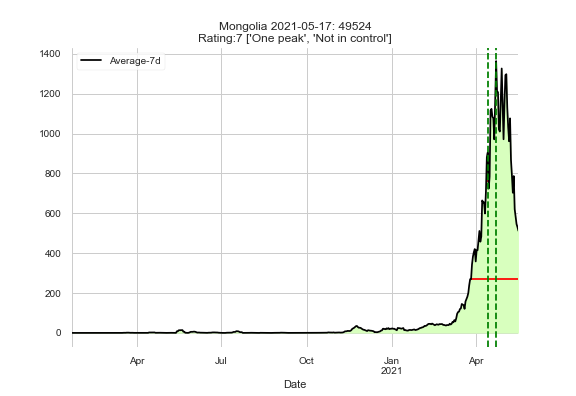 Mongolia 2021-05-17: 49524
Rating:7 ['One peak', 'Not in control']
1400
Average-7d
1200
1000
800
600
400
200
0
Apr Jul Oct Jan Apr
2021
Date